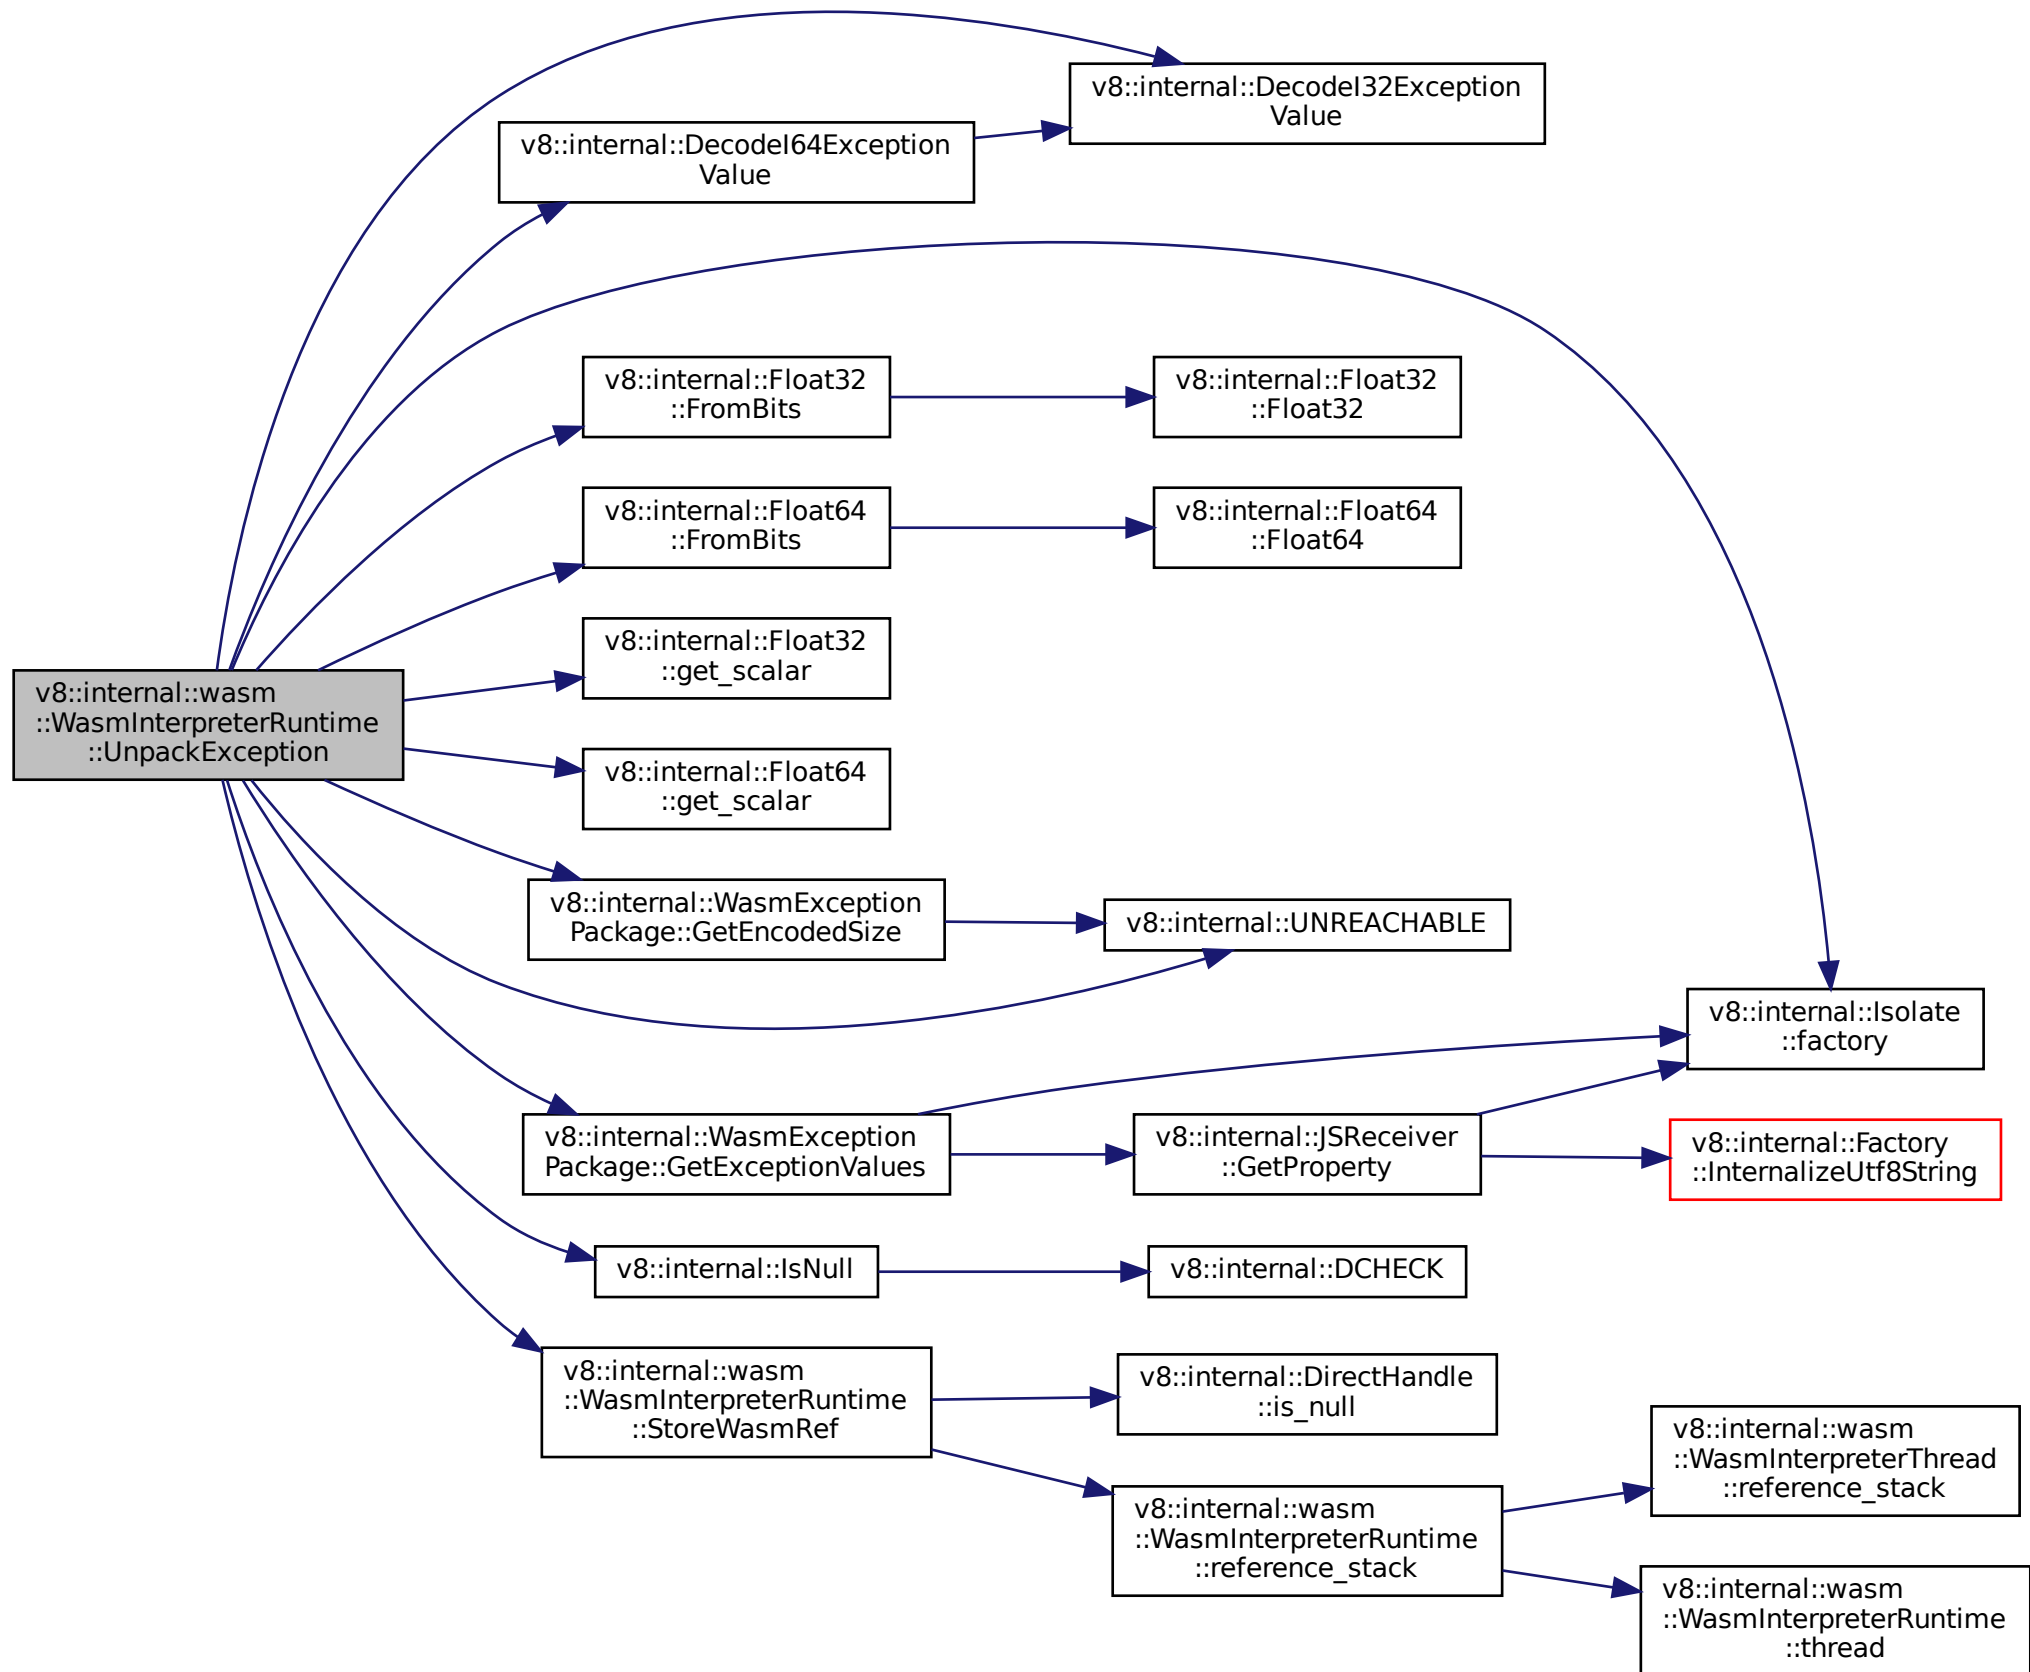 v8::internal::DecodeI32Exception
Value
v8::internal::DecodeI64Exception
Value
v8::internal::Float32
::FromBits
v8::internal::Float32
::Float32
v8::internal::Float64
::FromBits
v8::internal::Float64
::Float64
v8::internal::Float32
::get_scalar
v8::internal::wasm
::WasmInterpreterRuntime
::UnpackException
v8::internal::Float64
::get_scalar
v8::internal::WasmException
Package::GetEncodedSize
v8::internal::UNREACHABLE
v8::internal::Isolate
::factory
v8::internal::WasmException
Package::GetExceptionValues
v8::internal::JSReceiver
::GetProperty
v8::internal::Factory
::InternalizeUtf8String
v8::internal::IsNull
v8::internal::DCHECK
v8::internal::wasm
::WasmInterpreterRuntime
::StoreWasmRef
v8::internal::DirectHandle
::is_null
v8::internal::wasm
::WasmInterpreterThread
::reference_stack
v8::internal::wasm
::WasmInterpreterRuntime
::reference_stack
v8::internal::wasm
::WasmInterpreterRuntime
::thread